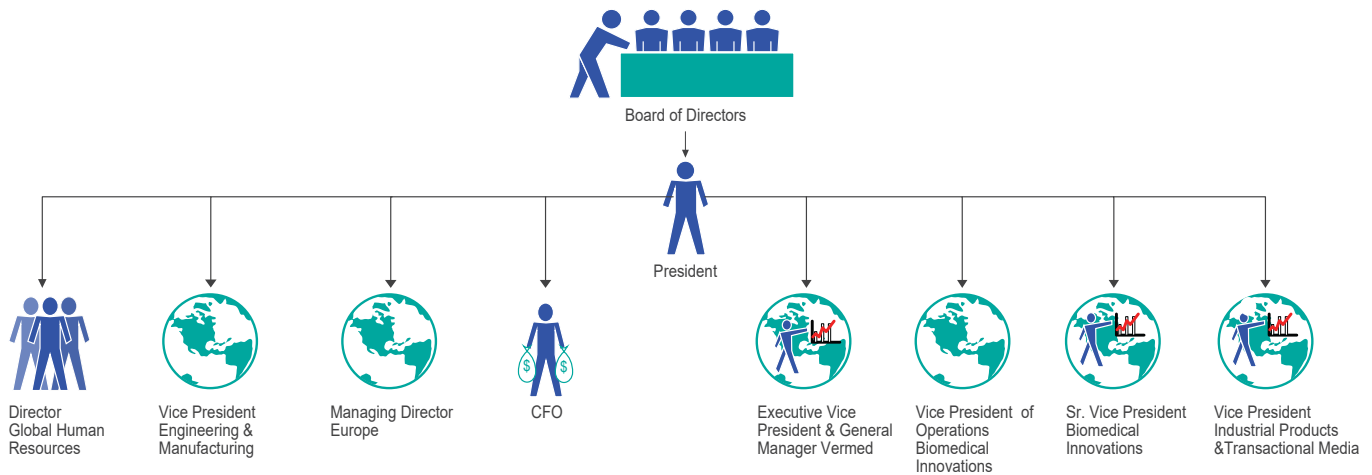 Board of Directors
President
Director
Global Human
Resources
Vice President
Engineering &
Manufacturing
Managing Director
Europe
$ $
CFO
Executive Vice
President & General
Manager Vermed
Vice President of
Operations
Biomedical
Innovations
Sr. Vice President
Biomedical
Innovations
Vice President
Industrial Products
&Transactional Media